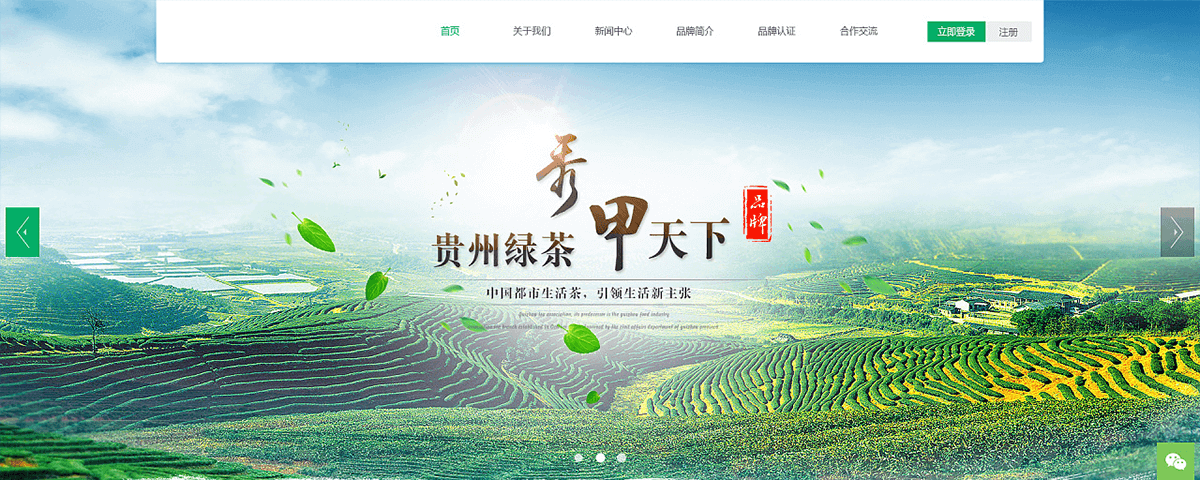 首页 关于我们 新闻中心 品牌简介 品牌认证 合作交流 立即登录 注册
贵州绿茶 秀甲天下
品牌
中国都市生活茶，引领生活新主张